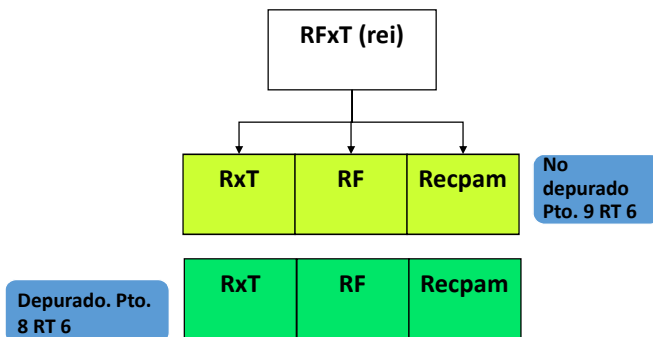 RFxT (rei)
RxT RF Recpam
No
depurado
Pto. 9 RT 6
RxT RF Recpam
Depurado. Pto.
8 RT 6